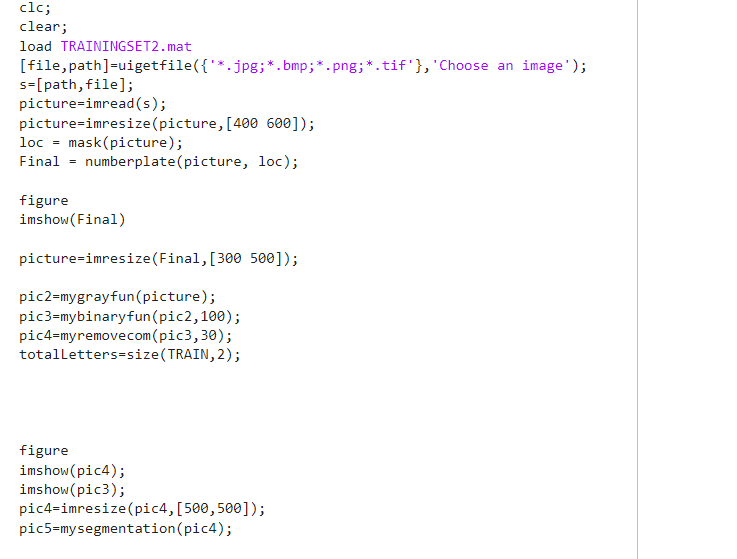 clc;
clear;
load TRAININGSET2.mat
[file,path]=uigetfile({'*.jpg;*.bmp;*.png;*.tif'},'Choose an image');
s=[path,file];
picture=imread(s);
picture=imresize(picture,[400 600]);
loc = mask(picture);
Final = numberplate(picture, loc);
figure
imshow(Final)
picture=imresize(Final,[300 500]);
pic2=mygrayfun(picture);
pic3=mybinaryfun(pic2,100);
pic4=myremovecom(pic3,30);
totalLetters=size(TRAIN,2);
figure
imshow(pic4);
imshow(pic3);
pic4=imresize(pic4,[500,500]);
pic5=mysegmentation(pic4);